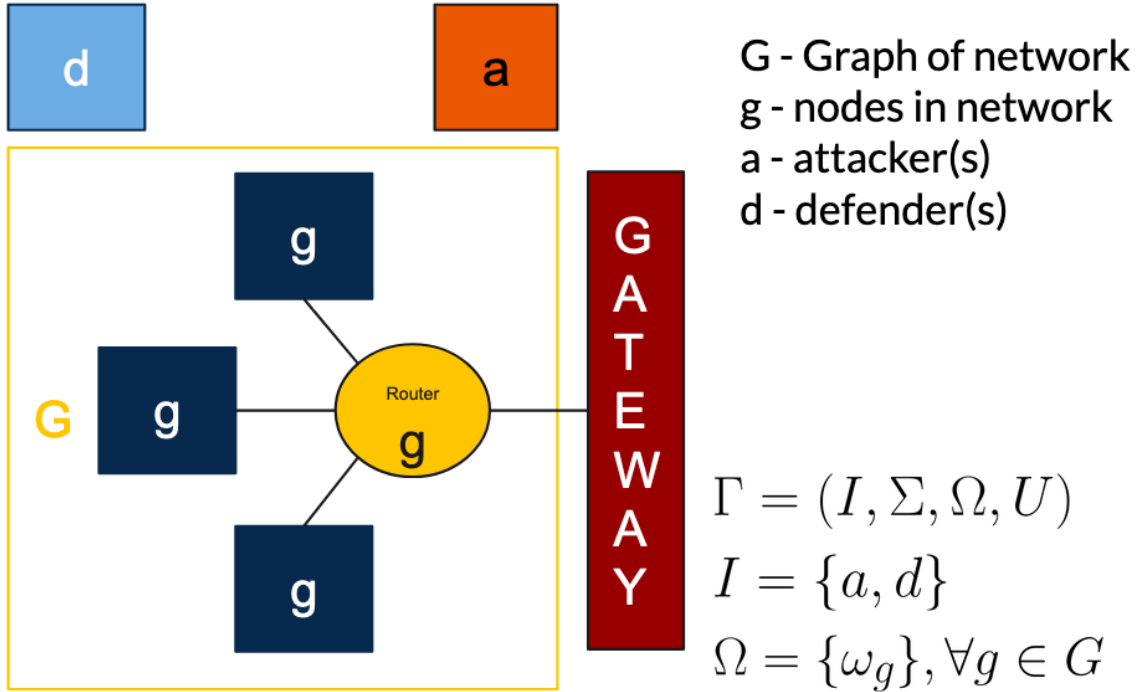 d
a
G - Graph of network
g - nodes in network
a - attacker(s)
d - defender(s)
g
G
g
Router
g
g
GATEWAY
Γ = (I, Σ, Ω, U)
I = {a, d}
Ω = {ω_g}, ∀g ∈ G